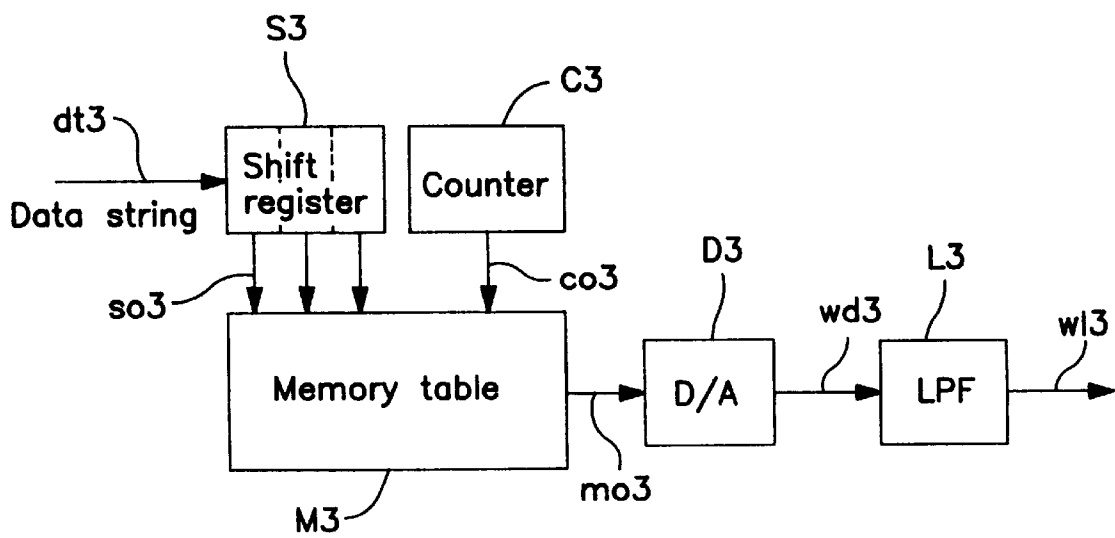 S3
C3
dt3
Shift
register
Counter
Data string
so3
co3
D3
L3
wd3
wl3
Memory table
D/A
LPF
mo3
M3